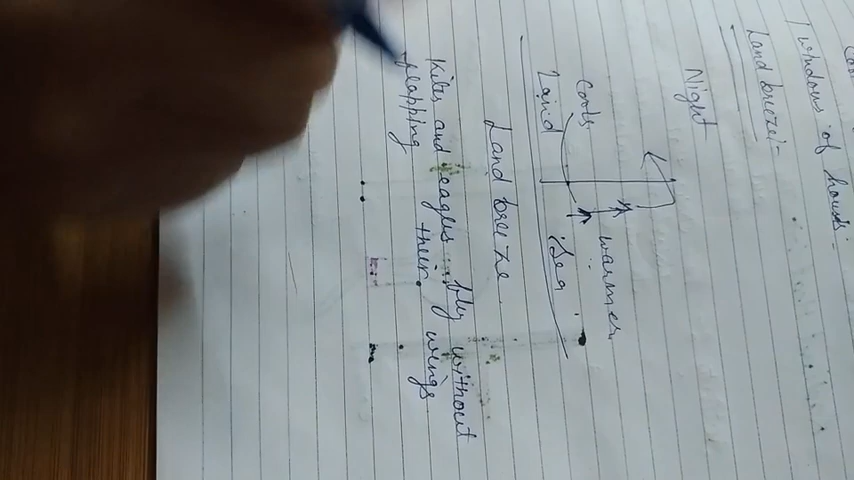 windows of house:-
Land breeze:-
Night
Cools
warmer
Land
Sea
Land breeze.
Kites and eagles fly without
flapping their wings